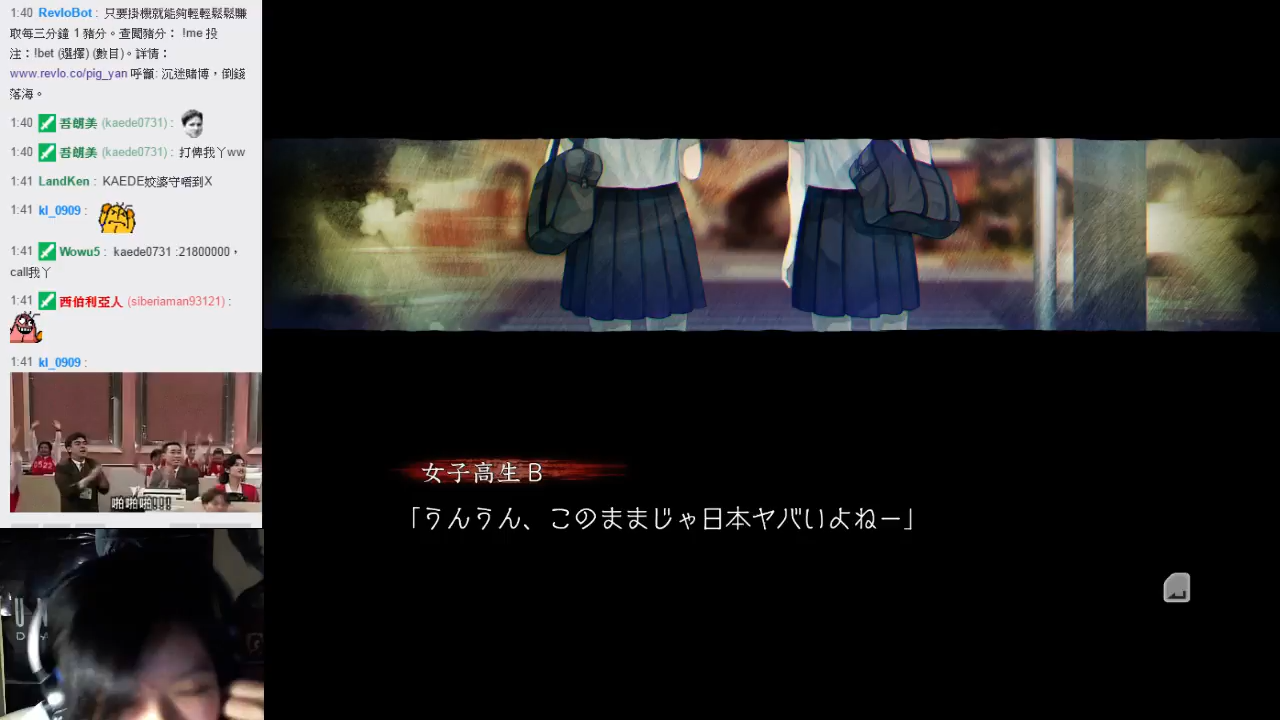 1:40 RevloBot : 只要掛機就能夠輕輕鬆鬆賺
取每三分鐘 1 豬分。查閱豬分： !me 投
注：!bet (選擇) (數目)。詳情：
www.revlo.co/pig_yan 呼籲: 沉迷賭博，倒錢
落海。
1:40 吾朗美 (kaede0731) :
1:40 吾朗美 (kaede0731) : 打俾我丫ww
1:41 LandKen : KAEDE姣婆守唔到X
1:41 kl_0909 :
1:41 Wowu5 : kaede0731 :21800000，
call我丫
1:41 西伯利亞人 (siberiaman93121) :
1:41 kl_0909 :
啪啪啪!!!
女子高生Ｂ
「うんうん、このままじゃ日本ヤバいよねー」